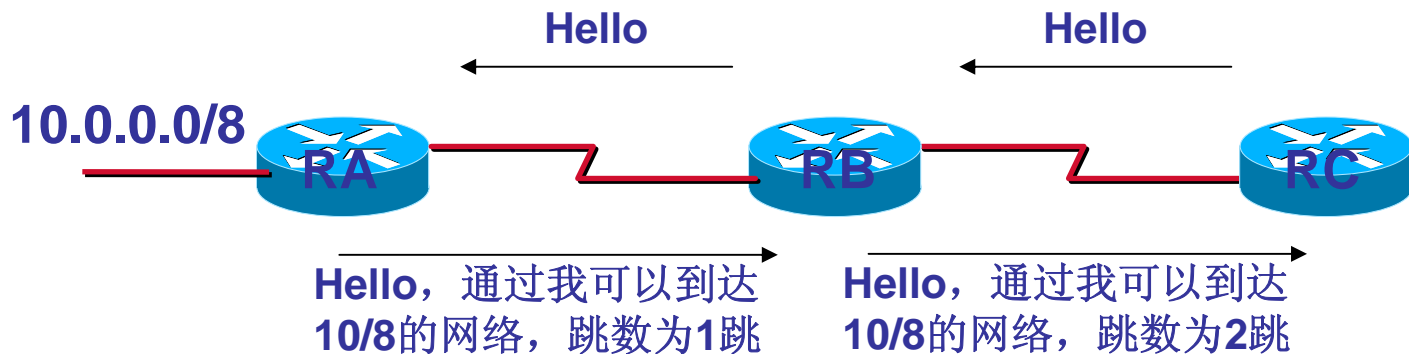 Hello
Hello
10.0.0.0/8
RA
RB
RC
Hello，通过我可以到达
10/8的网络，跳数为1跳
Hello，通过我可以到达
10/8的网络，跳数为2跳